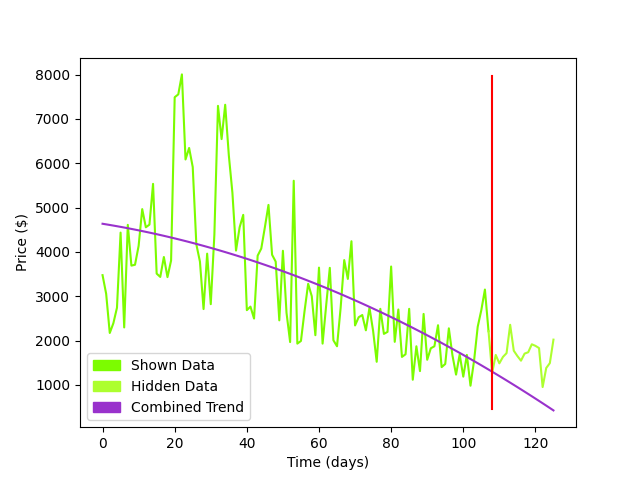 8000
7000
6000
5000
4000
3000
2000
1000
Price ($)
Shown Data
Hidden Data
Combined Trend
0 20 40 60 80 100 120
Time (days)